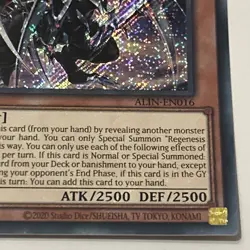 ALIN-EN016
r]
is card (from your hand) by revealing another monster
r hand. You can only Special Summon "Regenesis
is way. You can only use each of the following effects of
per turn. If this card is Normal or Special Summoned:
card from your Deck or banishment to your hand, except
ing your opponent's End Phase, if this card is in the GY
is turn: You can add this card to your hand.
ATK/2500 DEF/2500
©2020 Studio Dice/SHUEISHA, TV TOKYO, KONAMI